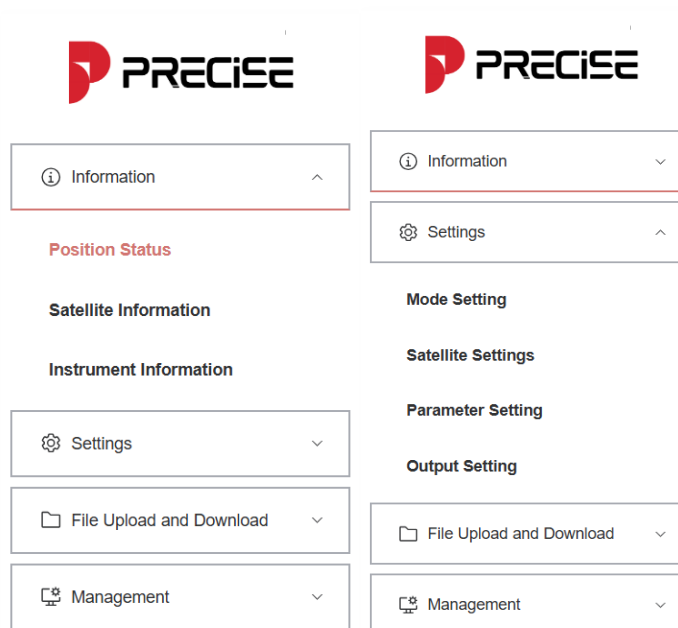 PRECiSE
Information
Position Status
Satellite Information
Instrument Information
Settings
File Upload and Download
Management
PRECiSE
Information
Settings
Mode Setting
Satellite Settings
Parameter Setting
Output Setting
File Upload and Download
Management